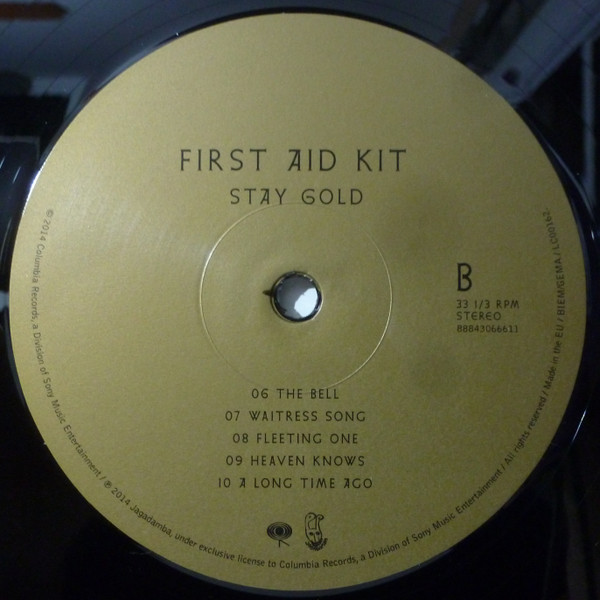 FIRST AID KIT
STAY GOLD
B
33 1/3 RPM
STEREO
88843066611
06 THE BELL
07 WAITRESS SONG
08 FLEETING ONE
09 HEAVEN KNOWS
10 A LONG TIME AGO
© 2014 Columbia Records, a Division of Sony Music Entertainment / ℗ 2014 Jagadamba, under exclusive license to Columbia Records, a Division of Sony Music Entertainment / All rights reserved / Made in the EU / BIEM/GEMA / LC00162.